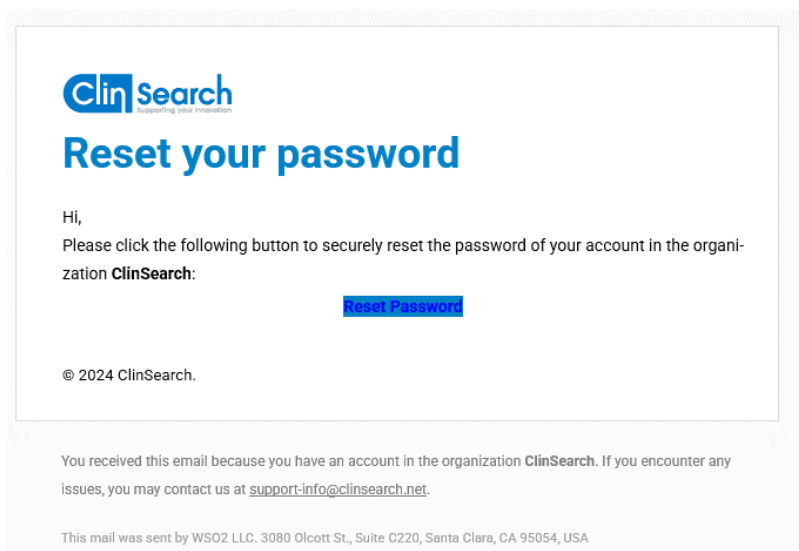 Clin Search
Supporting your innovation
Reset your password
Hi,
Please click the following button to securely reset the password of your account in the organi-
zation ClinSearch:
Reset Password
© 2024 ClinSearch.
You received this email because you have an account in the organization ClinSearch. If you encounter any
issues, you may contact us at support-info@clinsearch.net.
This mail was sent by WSO2 LLC. 3080 Olcott St., Suite C220, Santa Clara, CA 95054, USA